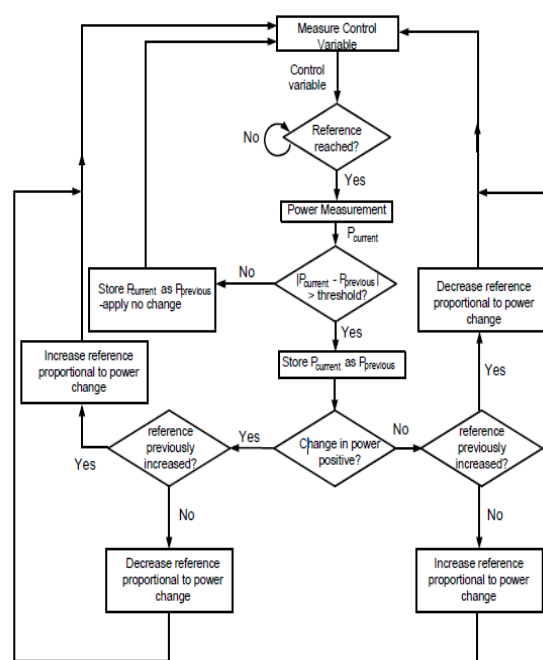 Measure Control
Variable
Control
variable
No
Reference
reached?
Yes
Power Measurement
Pcurrent
|Pcurrent - Pprevious|
> threshold?
No
Store Pcurrent as Pprevious
-apply no change
Decrease reference
proportional to power
change
Yes
Increase reference
proportional to power
change
Store Pcurrent as Pprevious
Yes
reference
previously
increased?
Yes
Yes
Change in power
positive?
No
reference
previously
increased?
No
No
Decrease reference
proportional to power
change
Increase reference
proportional to power
change